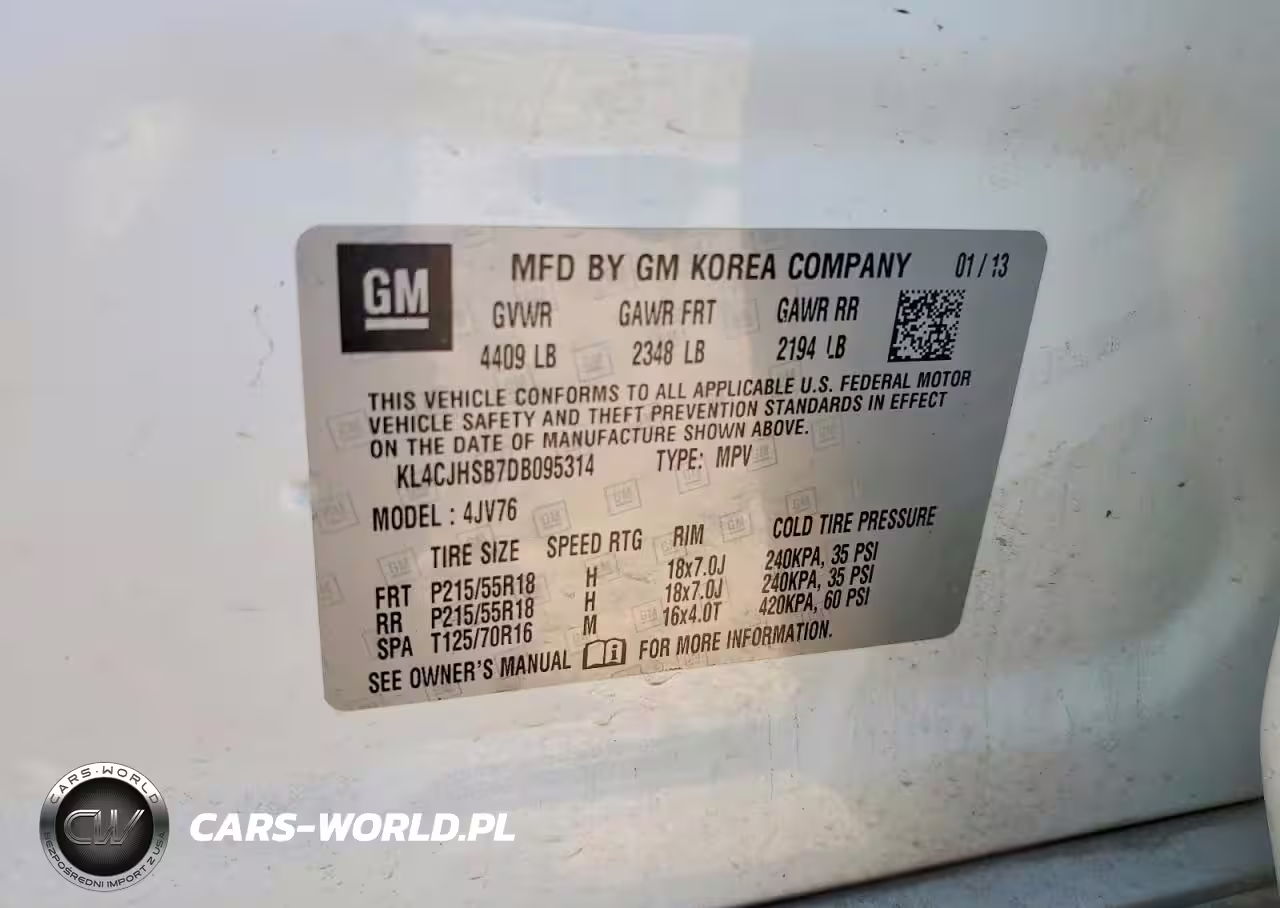 GM
MFD BY GM KOREA COMPANY 01/13
GVWR GAWR FRT GAWR RR
4409 LB 2348 LB 2194 LB
THIS VEHICLE CONFORMS TO ALL APPLICABLE U.S. FEDERAL MOTOR
VEHICLE SAFETY AND THEFT PREVENTION STANDARDS IN EFFECT
ON THE DATE OF MANUFACTURE SHOWN ABOVE.
KL4CJHSB7DB095314 TYPE: MPV
MODEL : 4JV76
TIRE SIZE SPEED RTG RIM COLD TIRE PRESSURE
FRT P215/55R18 H 18x7.0J 240KPA, 35 PSI
RR P215/55R18 H 18x7.0J 240KPA, 35 PSI
SPA T125/70R16 M 16x4.0T 420KPA, 60 PSI
SEE OWNER'S MANUAL FOR MORE INFORMATION.
CARS-WORLD
CW
BEZPOŚREDNI IMPORT Z USA
CARS-WORLD.PL